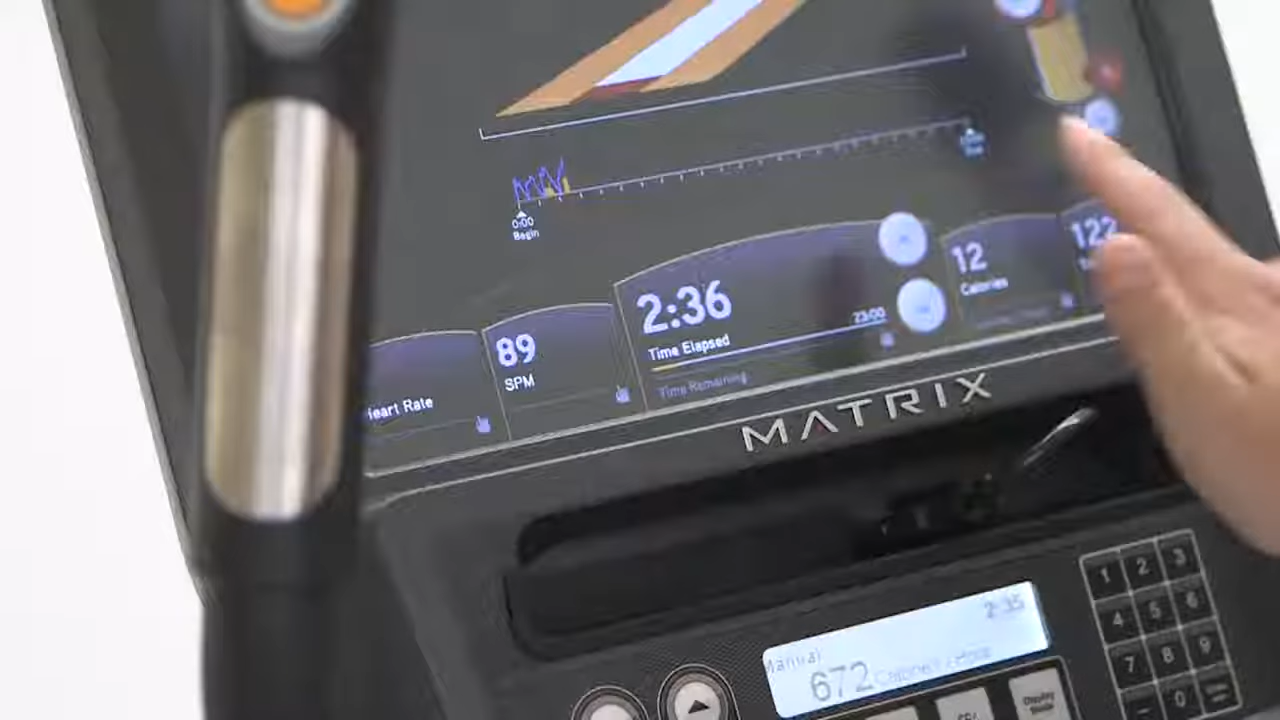 0:00
Begin
122
12
Calories
2:36
23:00
Time Elapsed
Time Remaining
89
SPM
Heart Rate
MATRIX
1 2 3
4 5 6
7 8 9
0
2:35
Manual
672
Display